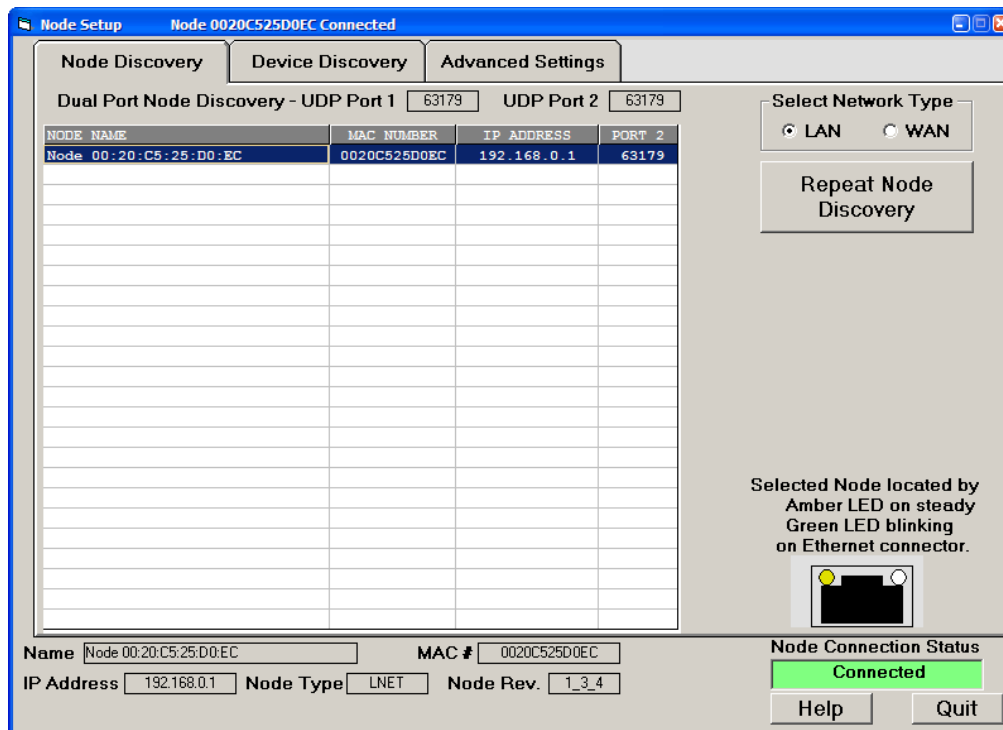 Node Setup Node 0020C525D0EC Connected
Node Discovery Device Discovery Advanced Settings
Dual Port Node Discovery - UDP Port 1 63179 UDP Port 2 63179
Select Network Type
LAN WAN
NODE NAME MAC NUMBER IP ADDRESS PORT 2
Node 00:20:C5:25:D0:EC 0020C525D0EC 192.168.0.1 63179
Repeat Node
Discovery
Selected Node located by
Amber LED on steady
Green LED blinking
on Ethernet connector.
Name Node 00:20:C5:25:D0:EC MAC # 0020C525D0EC
IP Address 192.168.0.1 Node Type LNET Node Rev. 1_3_4
Node Connection Status
Connected
Help Quit